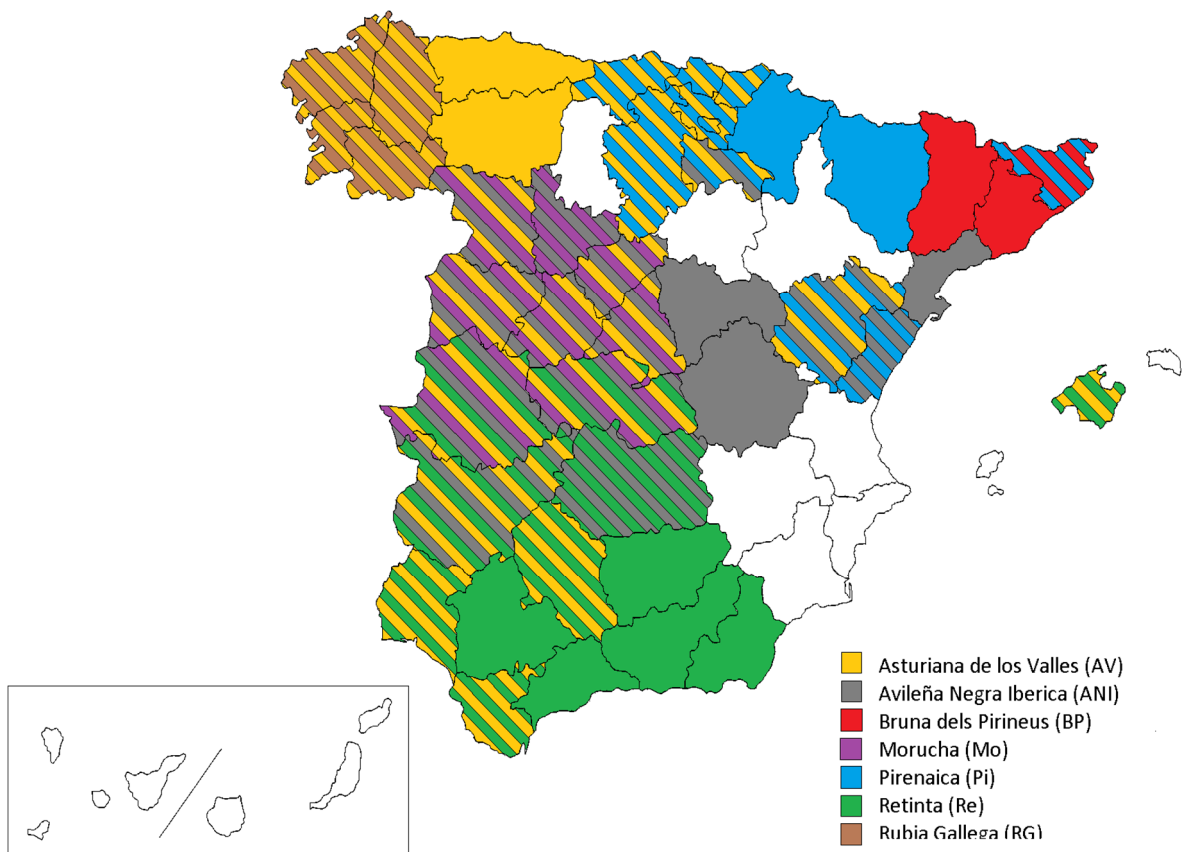 Asturiana de los Valles (AV)
Avileña Negra Iberica (ANI)
Bruna dels Pirineus (BP)
Morucha (Mo)
Pirenaica (Pi)
Retinta (Re)
Rubia Gallega (RG)